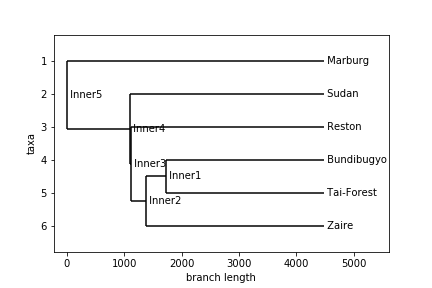 1
Marburg
Inner5
2
Sudan
Inner4
3
Reston
Inner3
4
Bundibugyo
Inner1
5
Tai-Forest
Inner2
6
Zaire
taxa
0 1000 2000 3000 4000 5000
branch length